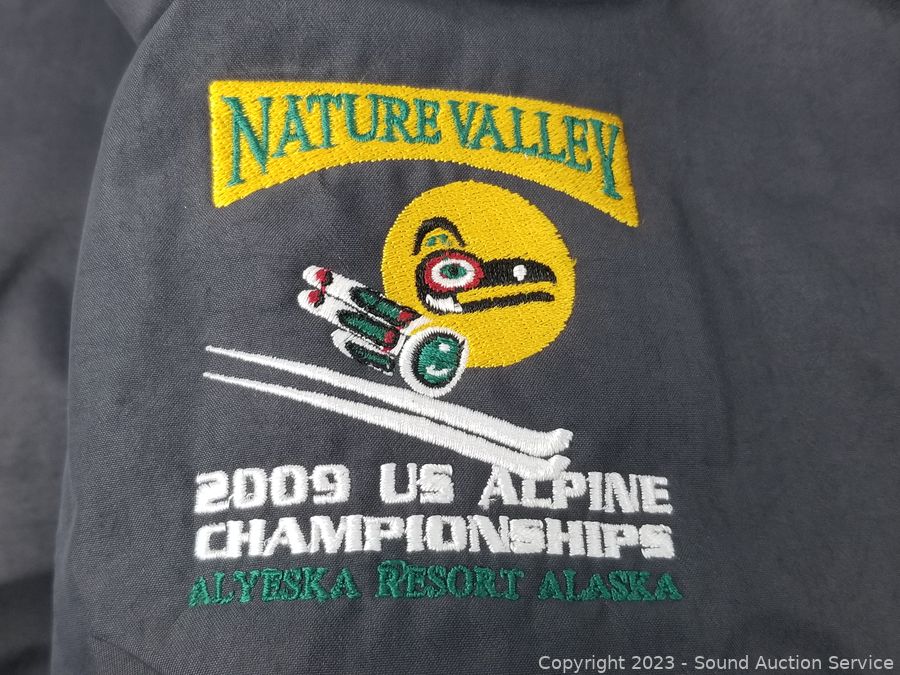 NATURE VALLEY
2009 US ALPINE
CHAMPIONSHIPS
ALYESKA RESORT ALASKA
Copyright 2023 - Sound Auction Service